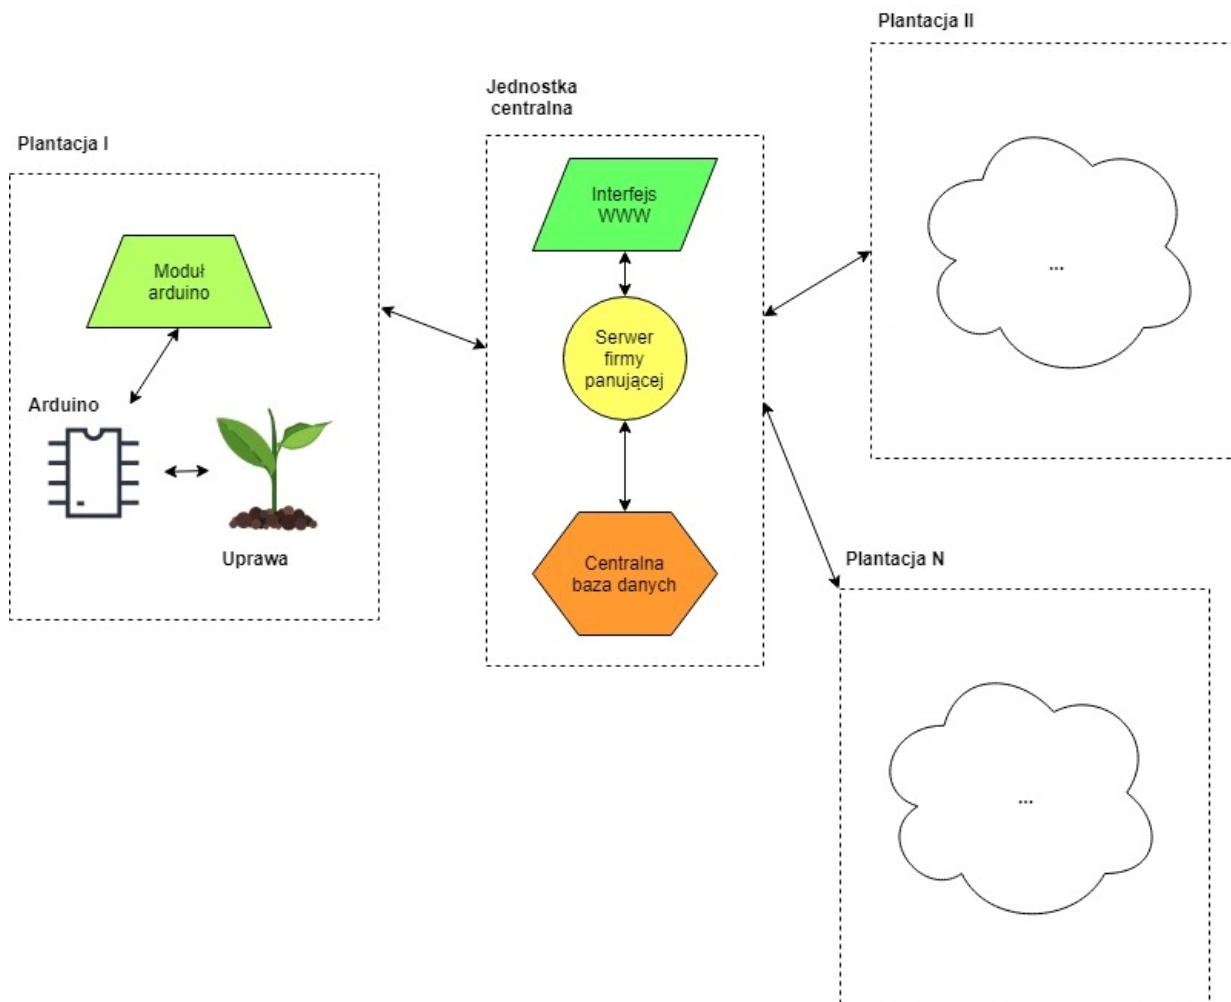 Plantacja II
Jednostka
centralna
Plantacja I
Interfejs
WWW
Moduł
arduino
...
Serwer
firmy
panującej
Arduino
Uprawa
Centralna
baza danych
Plantacja N
...